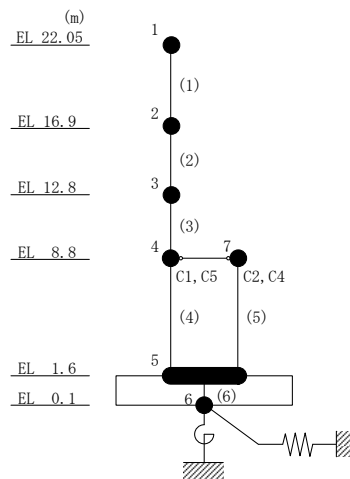 (m)
1
EL 22.05
(1)
2
EL 16.9
(2)
3
EL 12.8
(3)
4
7
EL 8.8
C1, C5
C2, C4
(4)
(5)
5
EL 1.6
6
(6)
EL 0.1